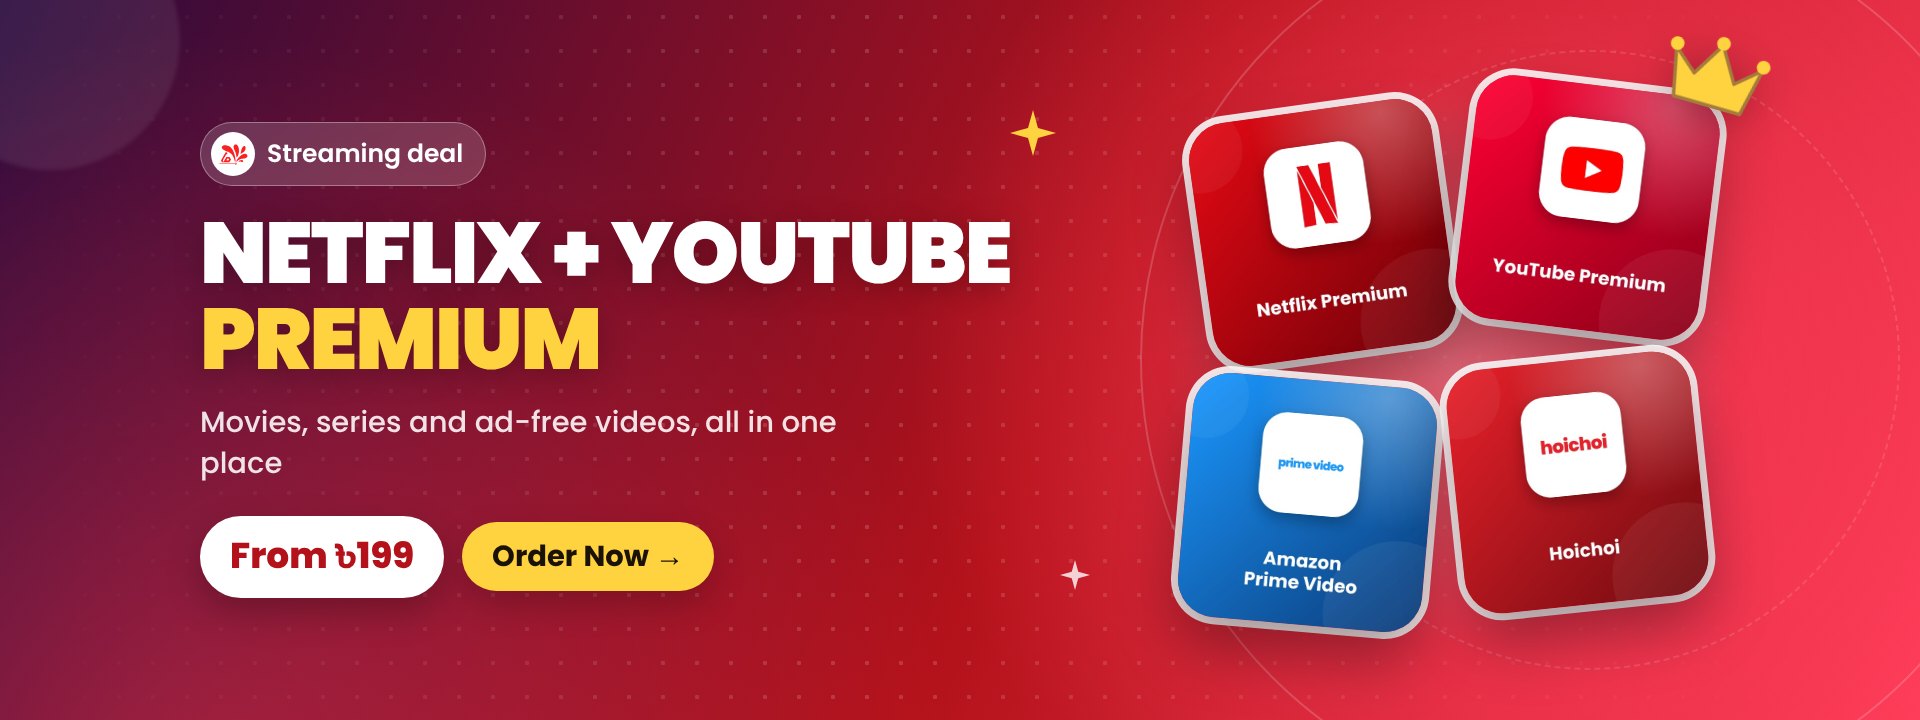 Streaming deal
NETFLIX + YOUTUBE
PREMIUM
Movies, series and ad-free videos, all in one
place
From ৳199
Order Now →
N
Netflix Premium
YouTube Premium
prime video
Amazon
Prime Video
hoichoi
Hoichoi